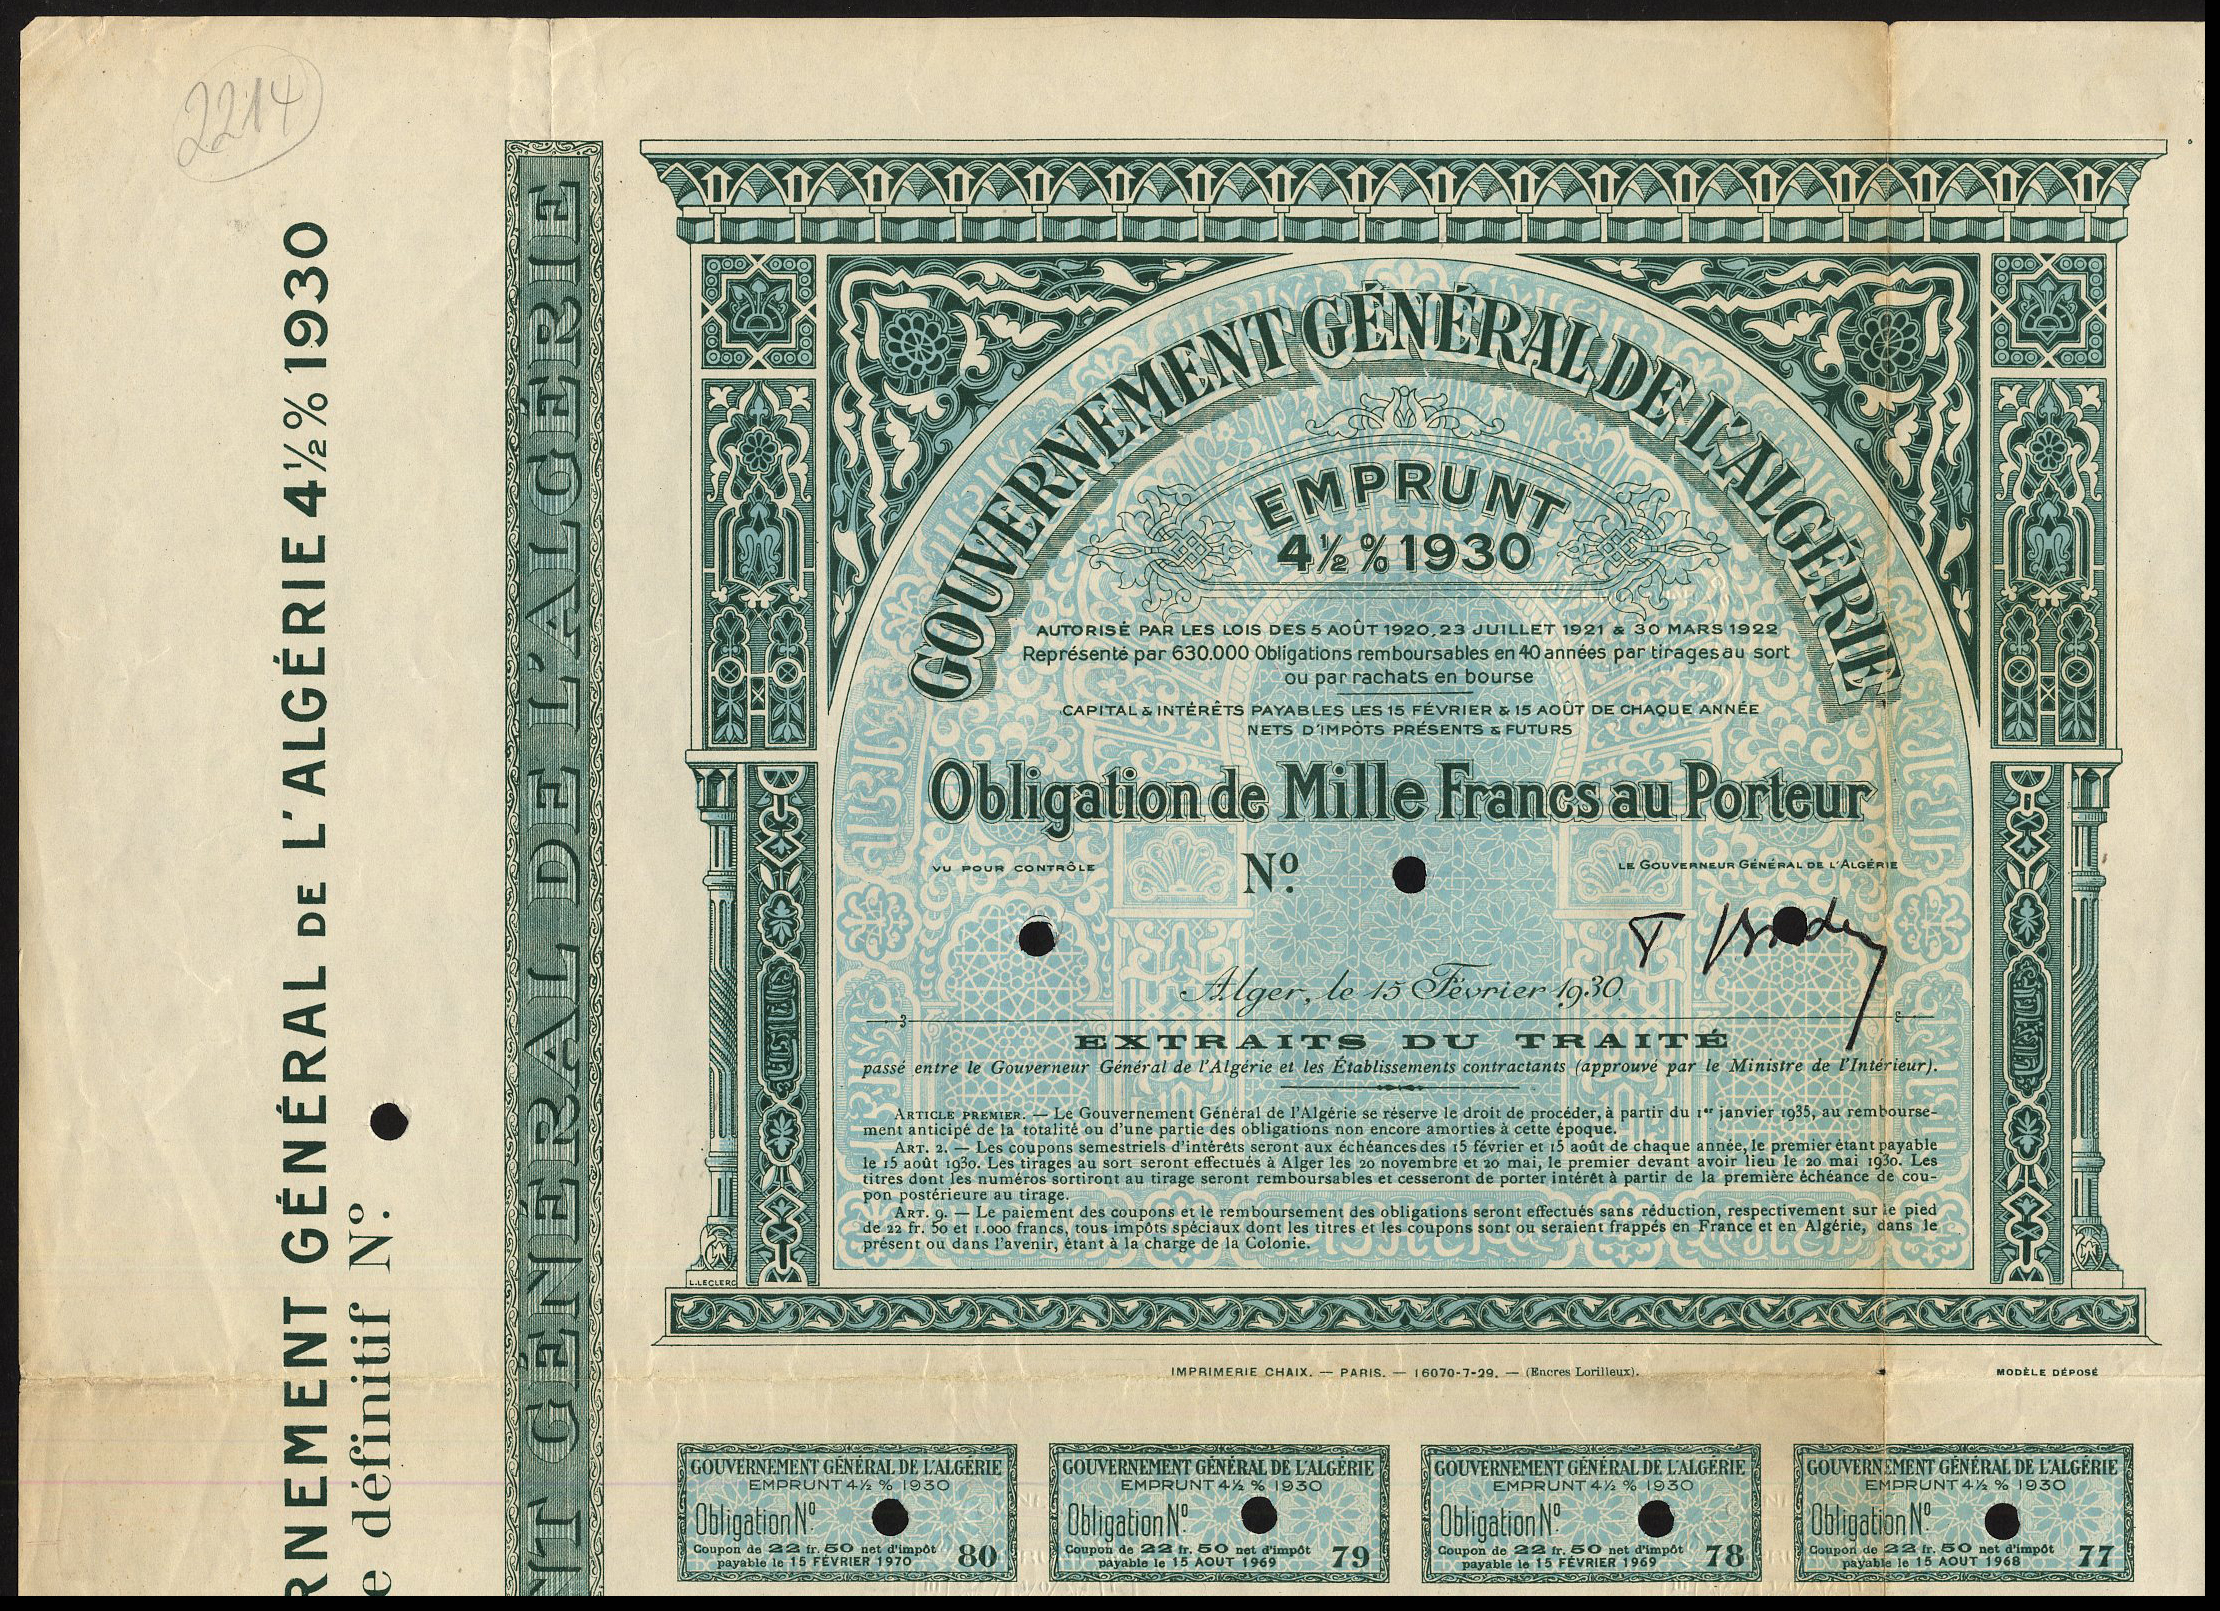 2214
GOUVERNEMENT GÉNÉRAL DE L'ALGÉRIE
EMPRUNT
4½ % 1930
AUTORISÉ PAR LES LOIS DES 5 AOÛT 1920, 23 JUILLET 1921 & 30 MARS 1922
Représenté par 630.000 Obligations remboursables en 40 années par tirages au sort
ou par rachats en bourse
CAPITAL & INTÉRÊTS PAYABLES LES 15 FÉVRIER & 15 AOÛT DE CHAQUE ANNÉE
NETS D'IMPÔTS PRÉSENTS & FUTURS
Obligation de Mille Francs au Porteur
VU POUR CONTRÔLE
Nº
LE GOUVERNEUR GÉNÉRAL DE L'ALGÉRIE
Alger, le 15 Février 1930.
EXTRAITS DU TRAITÉ
passé entre le Gouverneur Général de l'Algérie et les Établissements contractants (approuvé par le Ministre de l'Intérieur).
ARTICLE PREMIER. — Le Gouvernement Général de l'Algérie se réserve le droit de procéder, à partir du 1er janvier 1935, au rembourse-
ment anticipé de la totalité ou d'une partie des obligations non encore amorties à cette époque.
ART. 2. — Les coupons semestriels d'intérêts seront aux échéances des 15 février et 15 août de chaque année, le premier étant payable
le 15 août 1930. Les tirages au sort seront effectués à Alger les 20 novembre et 20 mai, le premier devant avoir lieu le 20 mai 1930. Les
titres dont les numéros sortiront au tirage seront remboursables et cesseront de porter intérêt à partir de la première échéance de cou-
pon postérieure au tirage.
ART. 9. — Le paiement des coupons et le remboursement des obligations seront effectués sans réduction, respectivement sur le pied
de 22 fr. 50 et 1.000 francs, tous impôts spéciaux dont les titres et les coupons sont ou seraient frappés en France et en Algérie, dans le
présent ou dans l'avenir, étant à la charge de la Colonie.
L. LECLERC
IMPRIMERIE CHAIX. — PARIS. — 16070-7-29. — (Encres Lorilleux).
MODÈLE DÉPOSÉ
RNEMENT GÉNÉRAL DE L'ALGÉRIE 4½% 1930
e définitif Nº.
NT GÉNÉRAL DE L'ALGÉRIE
GOUVERNEMENT GÉNÉRAL DE L'ALGÉRIE
EMPRUNT 4½ % 1930
Obligation Nº
Coupon de 22 fr. 50 net d'impôt
payable le 15 FÉVRIER 1970
80
GOUVERNEMENT GÉNÉRAL DE L'ALGÉRIE
EMPRUNT 4½ % 1930
Obligation Nº
Coupon de 22 fr. 50 net d'impôt
payable le 15 AOUT 1969
79
GOUVERNEMENT GÉNÉRAL DE L'ALGÉRIE
EMPRUNT 4½ % 1930
Obligation Nº
Coupon de 22 fr. 50 net d'impôt
payable le 15 FÉVRIER 1969
78
GOUVERNEMENT GÉNÉRAL DE L'ALGÉRIE
EMPRUNT 4½ % 1930
Obligation Nº
Coupon de 22 fr. 50 net d'impôt
payable le 15 AOUT 1968
77